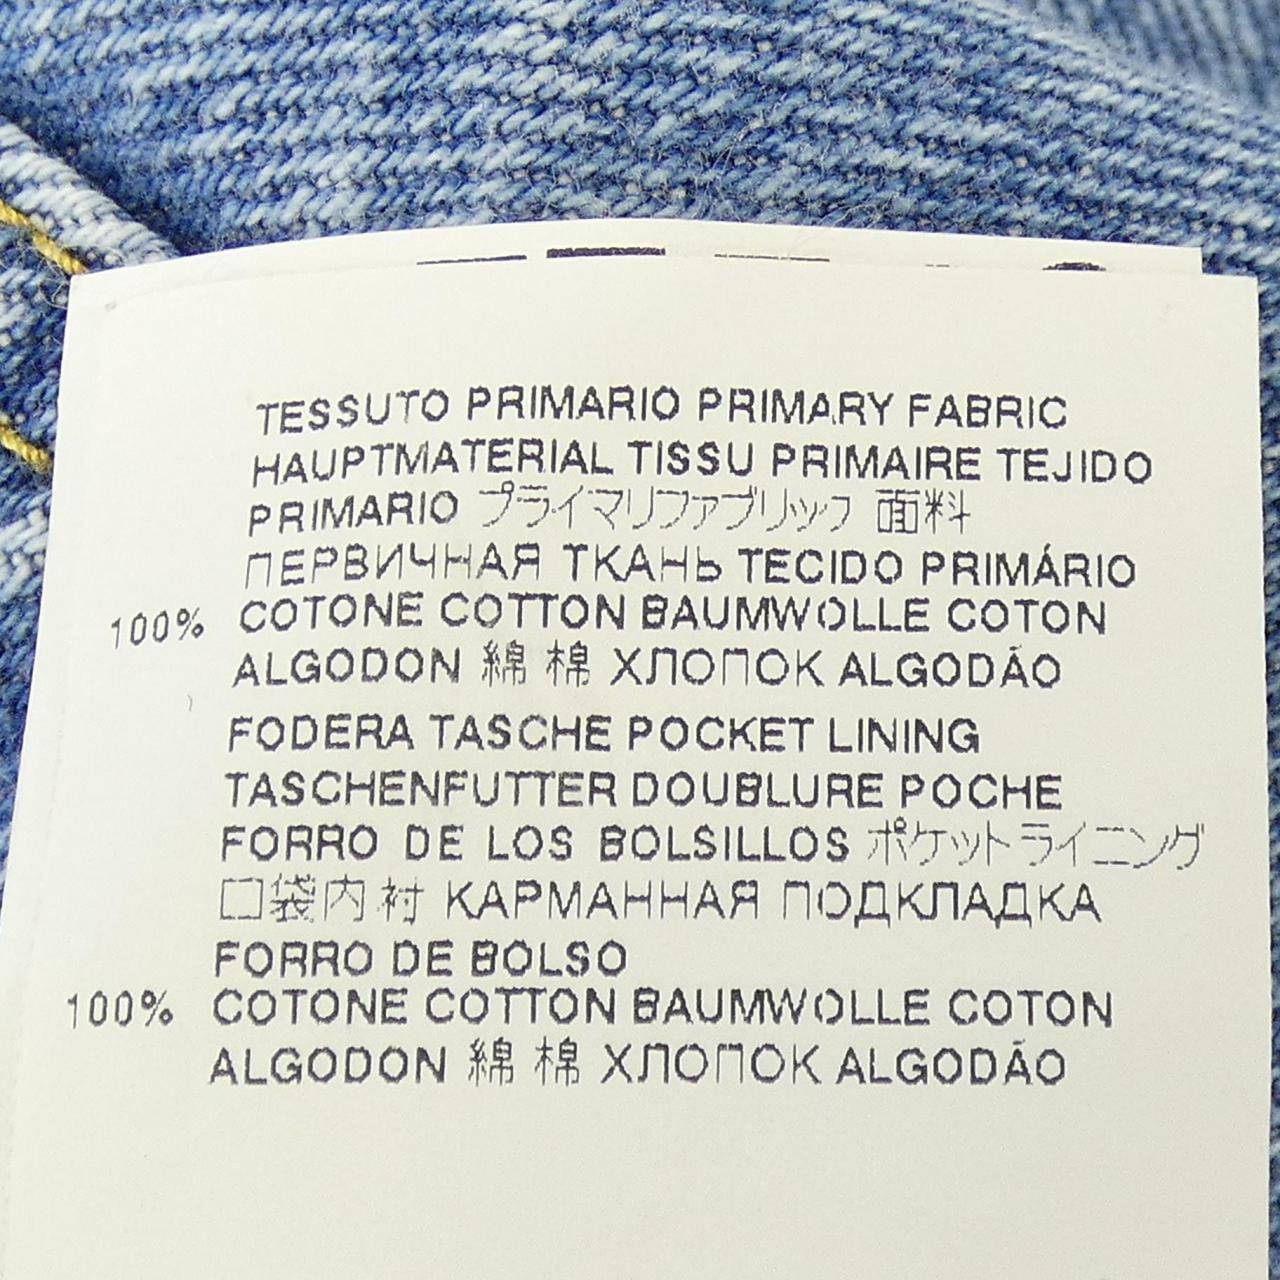 TESSUTO PRIMARIO PRIMARY FABRIC
HAUPTMATERIAL TISSU PRIMAIRE TEJIDO
PRIMARIO プライマリファブリック 面料
ПЕРВИЧНАЯ ТКАНЬ TECIDO PRIMÁRIO
100% COTONE COTTON BAUMWOLLE COTON
ALGODON 綿 棉 ХЛОПОК ALGODÃO
FODERA TASCHE POCKET LINING
TASCHENFUTTER DOUBLURE POCHE
FORRO DE LOS BOLSILLOS ポケットライニング
口袋内衬 КАРМАННАЯ ПОДКЛАДКА
FORRO DE BOLSO
100% COTONE COTTON BAUMWOLLE COTON
ALGODON 綿 棉 ХЛОПОК ALGODÃO